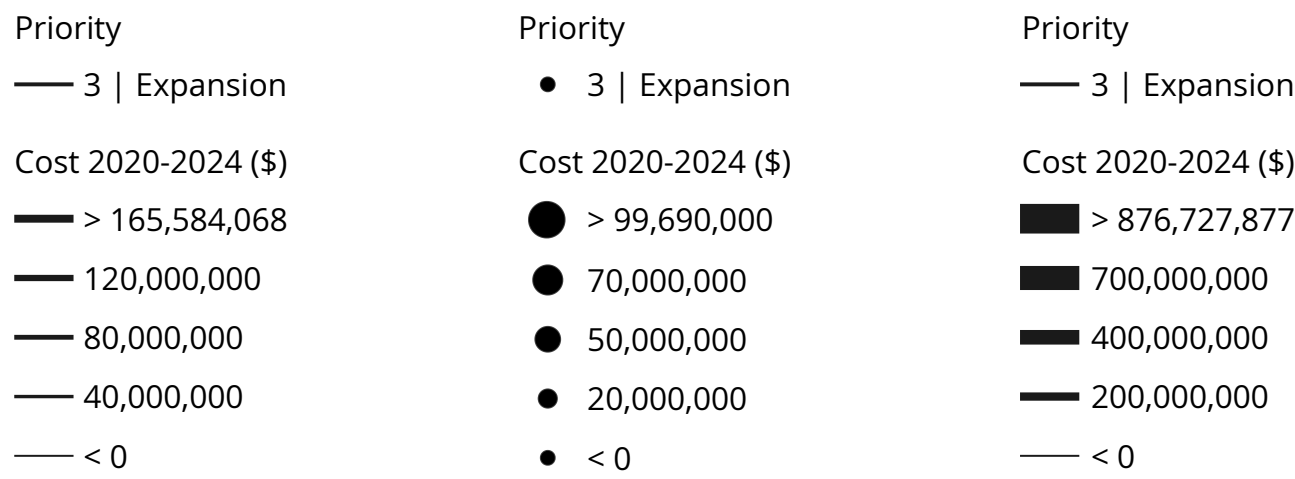 Priority
3 | Expansion
Cost 2020-2024 ($)
> 165,584,068
120,000,000
80,000,000
40,000,000
< 0
Priority
3 | Expansion
Cost 2020-2024 ($)
> 99,690,000
70,000,000
50,000,000
20,000,000
< 0
Priority
3 | Expansion
Cost 2020-2024 ($)
> 876,727,877
700,000,000
400,000,000
200,000,000
< 0